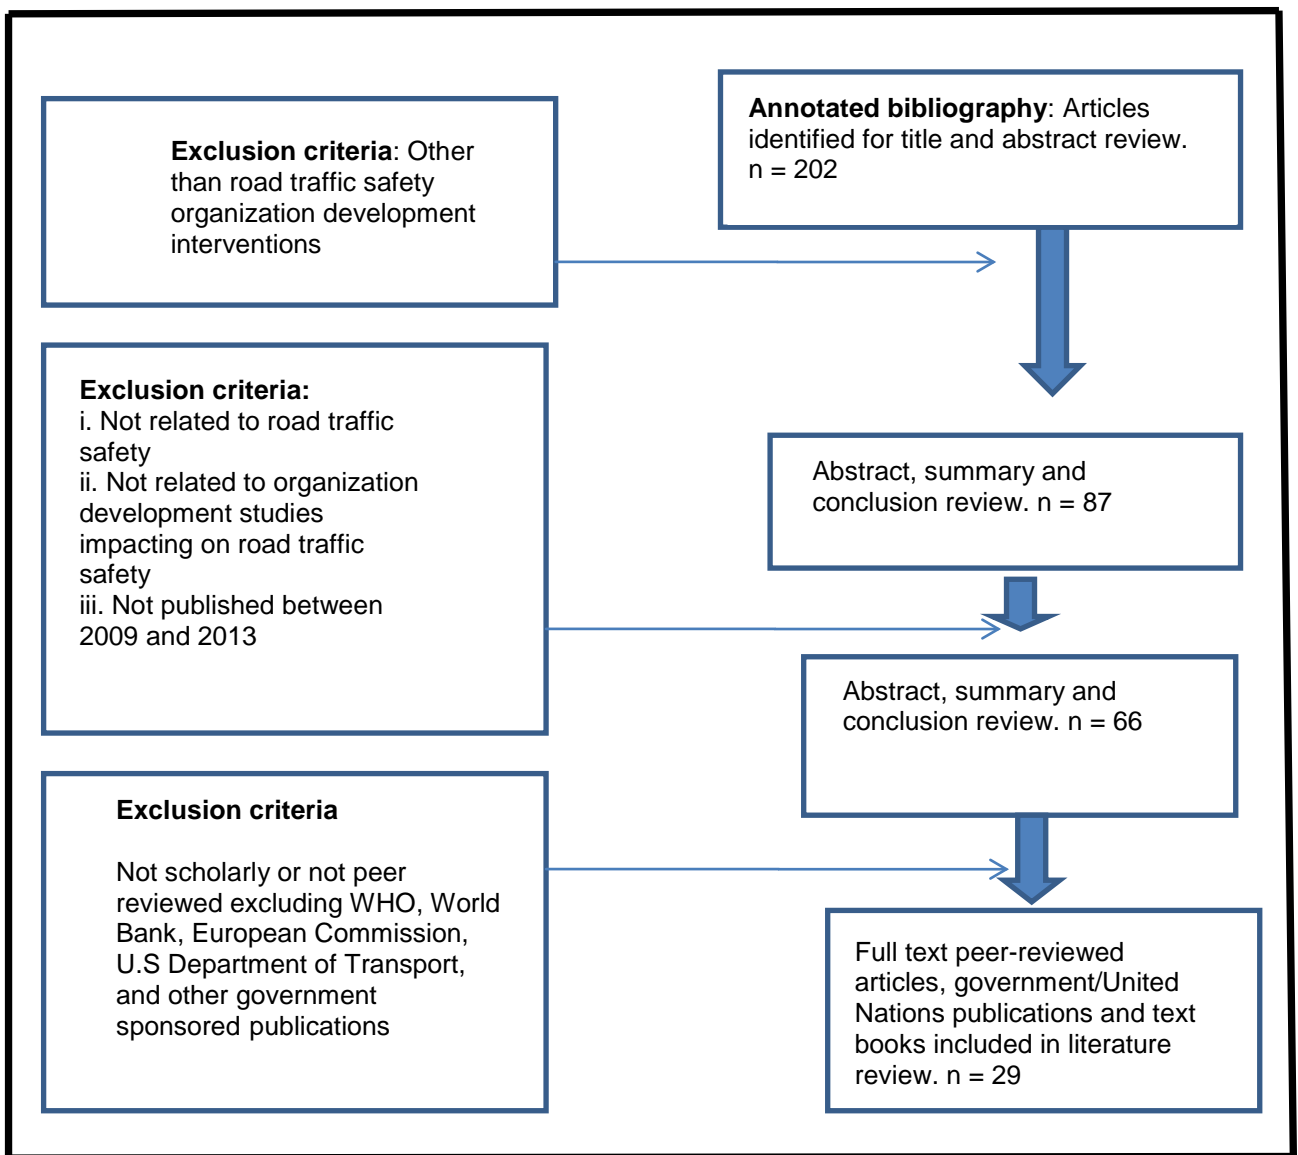 Exclusion criteria: Other
than road traffic safety
organization development
interventions
Annotated bibliography: Articles
identified for title and abstract review.
n = 202
Exclusion criteria:
i. Not related to road traffic
safety
ii. Not related to organization
development studies
impacting on road traffic
safety
iii. Not published between
2009 and 2013
Abstract, summary and
conclusion review. n = 87
Abstract, summary and
conclusion review. n = 66
Exclusion criteria
Not scholarly or not peer
reviewed excluding WHO, World
Bank, European Commission,
U.S Department of Transport,
and other government
sponsored publications
Full text peer-reviewed
articles, government/United
Nations publications and text
books included in literature
review. n = 29